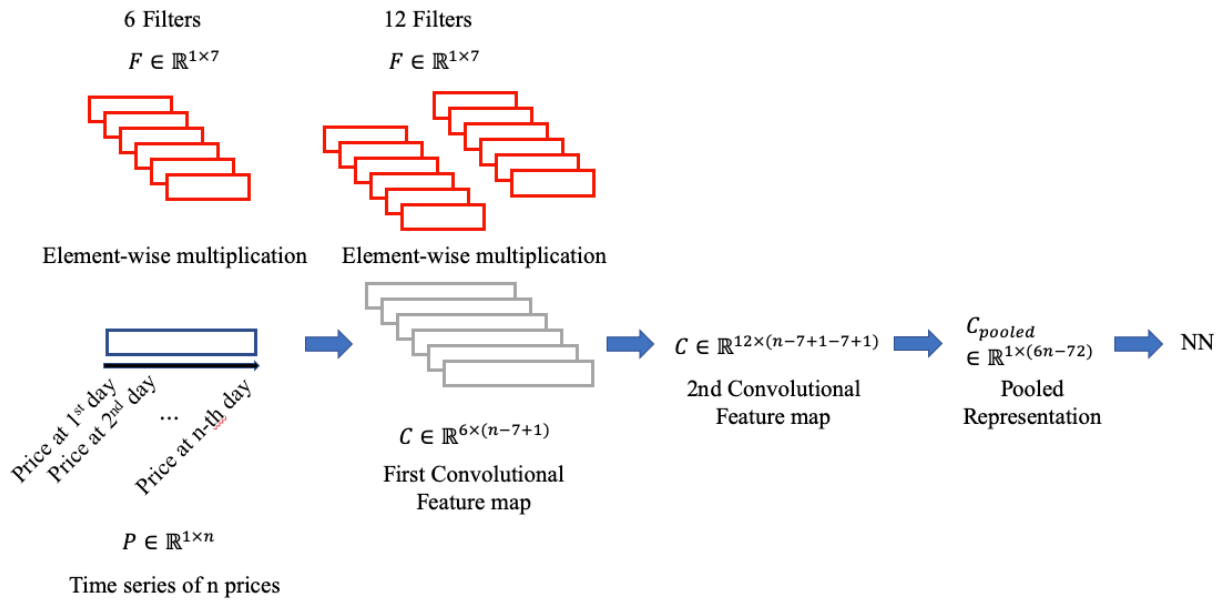 6 Filters
12 Filters
F ∈ ℝ^{1×7}
F ∈ ℝ^{1×7}
Element-wise multiplication
Element-wise multiplication
Price at 1st day
Price at 2nd day
...
Price at n-th day
P ∈ ℝ^{1×n}
Time series of n prices
C ∈ ℝ^{6×(n−7+1)}
First Convolutional
Feature map
C ∈ ℝ^{12×(n−7+1−7+1)}
2nd Convolutional
Feature map
C_{pooled}
∈ ℝ^{1×(6n−72)}
Pooled
Representation
NN